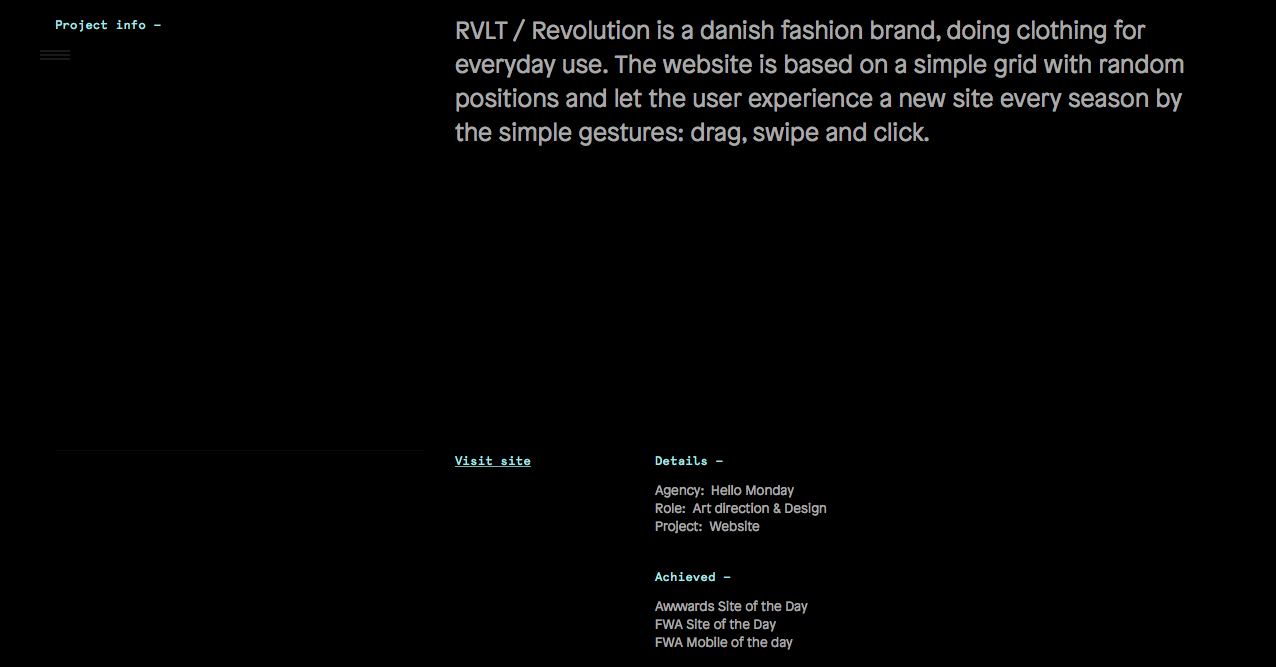 Project info –
RVLT / Revolution is a danish fashion brand, doing clothing for
everyday use. The website is based on a simple grid with random
positions and let the user experience a new site every season by
the simple gestures: drag, swipe and click.
Visit site
Details –
Agency: Hello Monday
Role: Art direction & Design
Project: Website
Achieved –
Awwards Site of the Day
FWA Site of the Day
FWA Mobile of the day